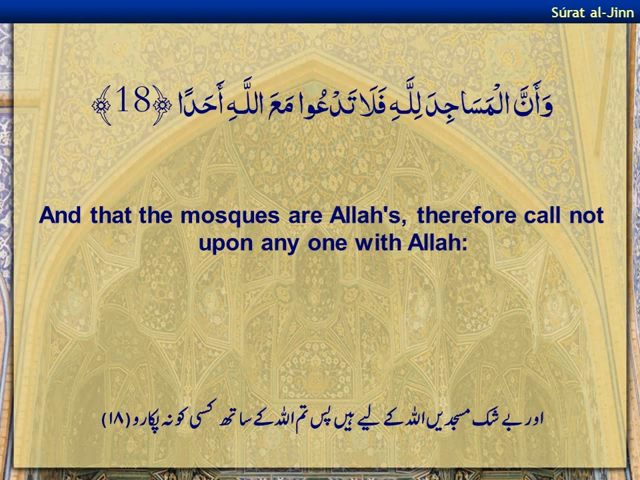 Súrat al-Jinn
وَأَنَّ الْمَسَاجِدَ لِلَّـهِ فَلَا تَدْعُوا مَعَ اللَّـهِ أَحَدًا ﴿18﴾
And that the mosques are Allah's, therefore call not
upon any one with Allah:
اور بے شک مسجدیں اللہ کے لیے ہیں پس تم اللہ کے ساتھ کسی کو نہ پکارو (۱۸)